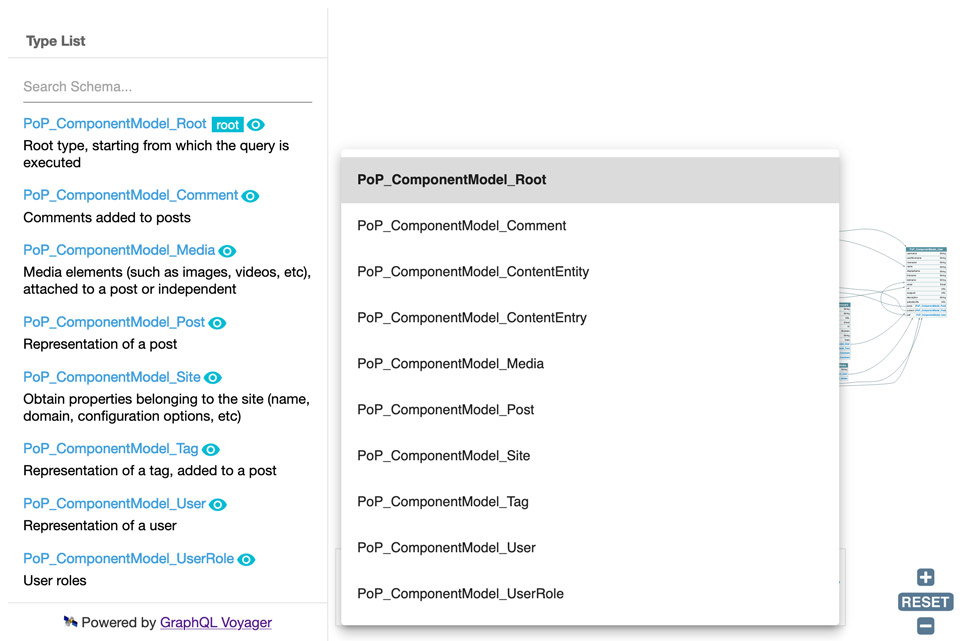 Type List
Search Schema...
PoP_ComponentModel_Root root
Root type, starting from which the query is
executed
PoP_ComponentModel_Comment
Comments added to posts
PoP_ComponentModel_Media
Media elements (such as images, videos, etc),
attached to a post or independent
PoP_ComponentModel_Post
Representation of a post
PoP_ComponentModel_Site
Obtain properties belonging to the site (name,
domain, configuration options, etc)
PoP_ComponentModel_Tag
Representation of a tag, added to a post
PoP_ComponentModel_User
Representation of a user
PoP_ComponentModel_UserRole
User roles
Powered by GraphQL Voyager
PoP_ComponentModel_Root
PoP_ComponentModel_Comment
PoP_ComponentModel_ContentEntity
PoP_ComponentModel_ContentEntry
PoP_ComponentModel_Media
PoP_ComponentModel_Post
PoP_ComponentModel_Site
PoP_ComponentModel_Tag
PoP_ComponentModel_User
PoP_ComponentModel_UserRole
RESET